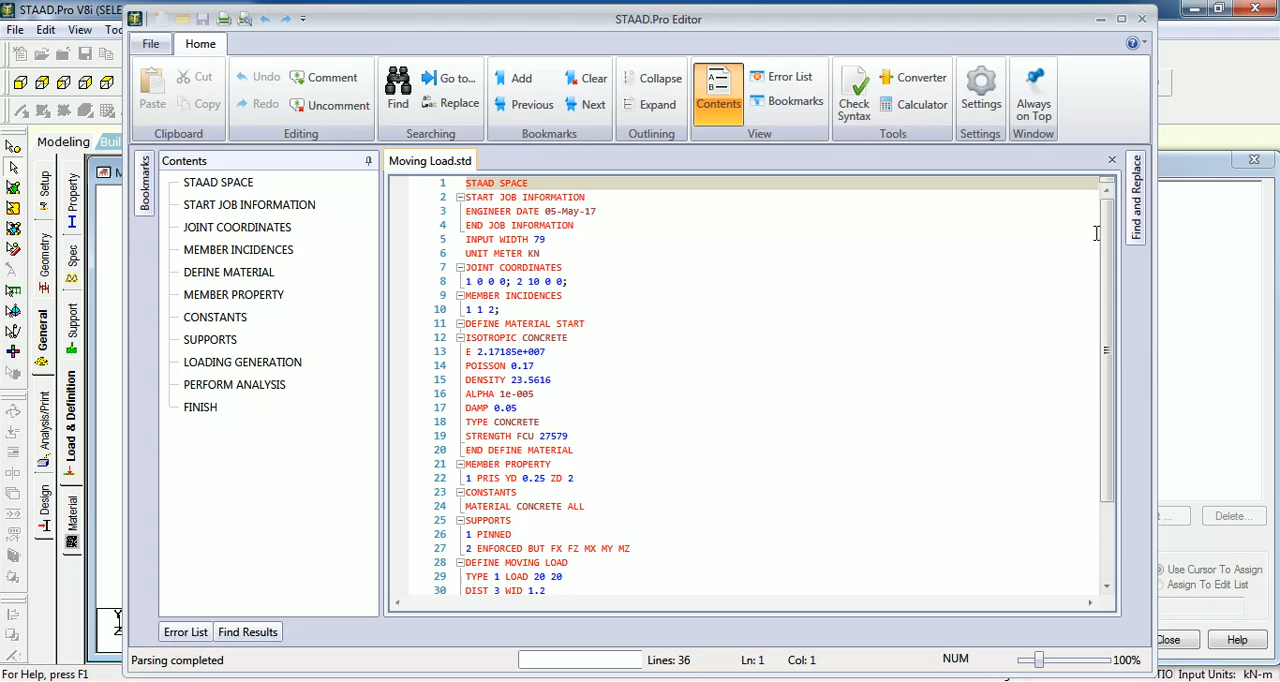 STAAD.Pro V8i (SELE
File Edit View Too
STAAD.Pro Editor
File Home
Paste
Cut
Copy
Clipboard
Undo
Redo
Comment
Uncomment
Editing
Find
Go to...
Replace
Searching
Add
Clear
Previous
Next
Bookmarks
Collapse
Expand
Outlining
Contents
Error List
Bookmarks
View
Check
Syntax
Converter
Calculator
Tools
Settings
Settings
Always
on Top
Window
Modeling
Buil
M
Setup
Geometry
General
Analysis/Print
Design
Property
Spec
Support
Load & Definition
Material
Bookmarks
Contents
STAAD SPACE
START JOB INFORMATION
JOINT COORDINATES
MEMBER INCIDENCES
DEFINE MATERIAL
MEMBER PROPERTY
CONSTANTS
SUPPORTS
LOADING GENERATION
PERFORM ANALYSIS
FINISH
Moving Load.std
1 STAAD SPACE
2 START JOB INFORMATION
3 ENGINEER DATE 05-May-17
4 END JOB INFORMATION
5 INPUT WIDTH 79
6 UNIT METER KN
7 JOINT COORDINATES
8 1 0 0 0; 2 10 0 0;
9 MEMBER INCIDENCES
10 1 1 2;
11 DEFINE MATERIAL START
12 ISOTROPIC CONCRETE
13 E 2.17185e+007
14 POISSON 0.17
15 DENSITY 23.5616
16 ALPHA 1e-005
17 DAMP 0.05
18 TYPE CONCRETE
19 STRENGTH FCU 27579
20 END DEFINE MATERIAL
21 MEMBER PROPERTY
22 1 PRIS YD 0.25 ZD 2
23 CONSTANTS
24 MATERIAL CONCRETE ALL
25 SUPPORTS
26 1 PINNED
27 2 ENFORCED BUT FX FZ MX MY MZ
28 DEFINE MOVING LOAD
29 TYPE 1 LOAD 20 20
30 DIST 3 WID 1.2
Find and Replace
... Delete...
Use Cursor To Assign
Assign To Edit List
Close Help
Y
Z
Error List Find Results
Parsing completed Lines: 36 Ln: 1 Col: 1 NUM 100%
For Help, press F1
TIO Input Units: kN-m